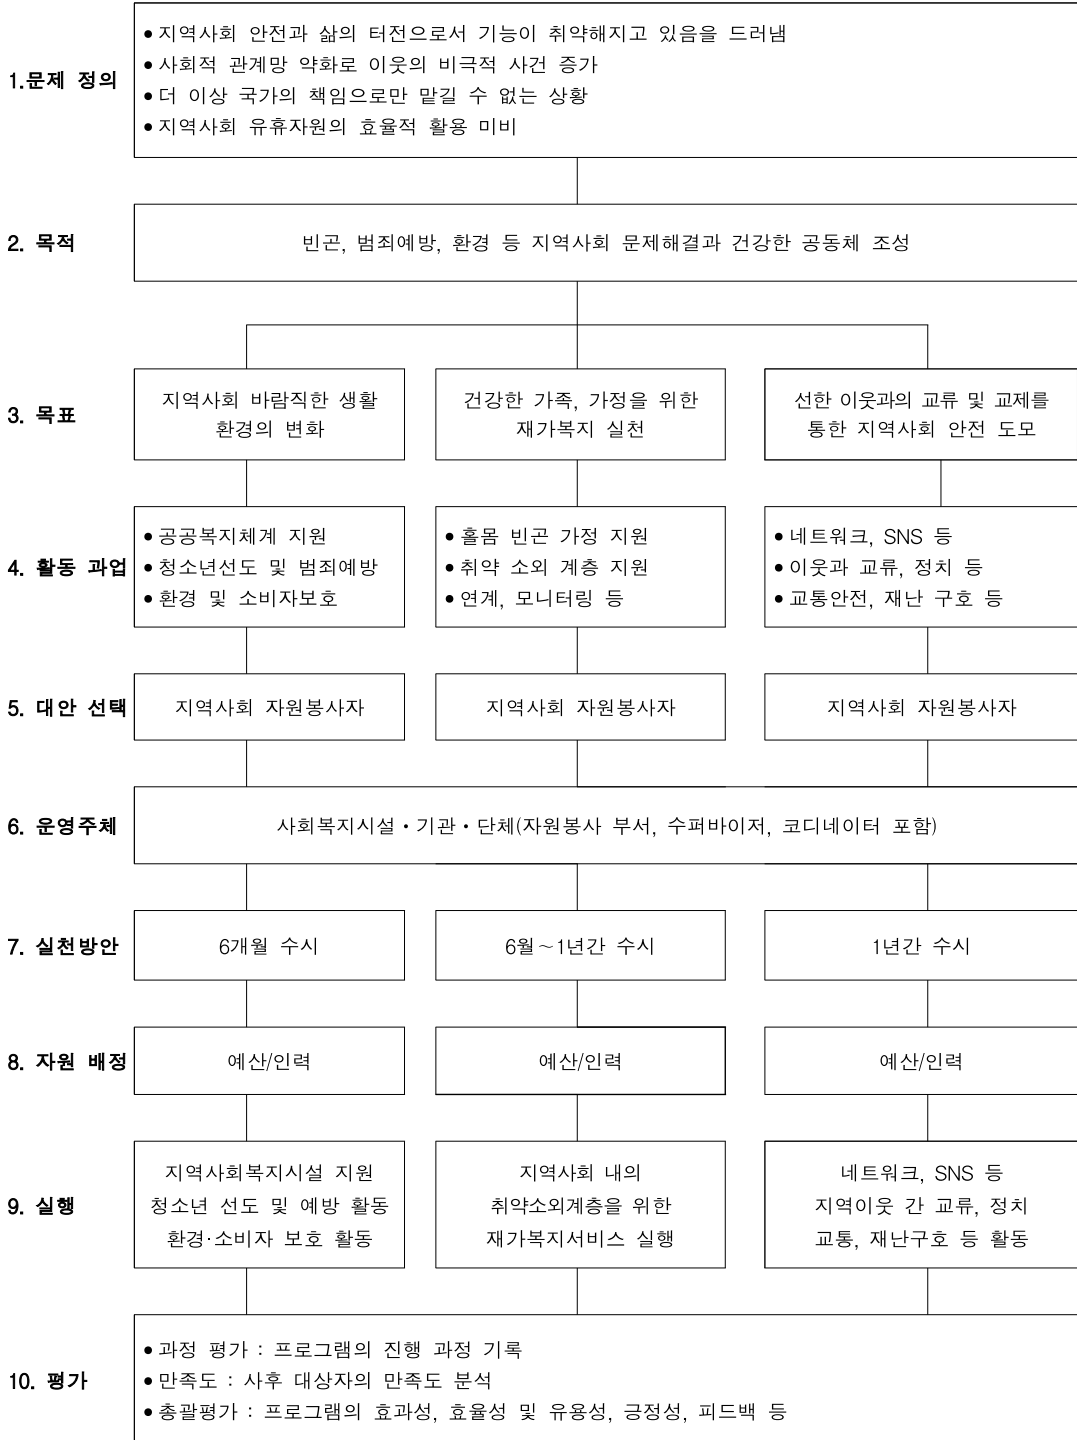 1.문제 정의
• 지역사회 안전과 삶의 터전으로서 기능이 취약해지고 있음을 드러냄
• 사회적 관계망 약화로 이웃의 비극적 사건 증가
• 더 이상 국가의 책임으로만 맡길 수 없는 상황
• 지역사회 유휴자원의 효율적 활용 미비
2. 목적
빈곤, 범죄예방, 환경 등 지역사회 문제해결과 건강한 공동체 조성
3. 목표
지역사회 바람직한 생활
환경의 변화
건강한 가족, 가정을 위한
재가복지 실천
선한 이웃과의 교류 및 교제를
통한 지역사회 안전 도모
4. 활동 과업
• 공공복지체계 지원
• 청소년선도 및 범죄예방
• 환경 및 소비자보호
• 홀몸 빈곤 가정 지원
• 취약 소외 계층 지원
• 연계, 모니터링 등
• 네트워크, SNS 등
• 이웃과 교류, 정치 등
• 교통안전, 재난 구호 등
5. 대안 선택
지역사회 자원봉사자
지역사회 자원봉사자
지역사회 자원봉사자
6. 운영주체
사회복지시설・기관・단체(자원봉사 부서, 수퍼바이저, 코디네이터 포함)
7. 실천방안
6개월 수시
6월～1년간 수시
1년간 수시
8. 자원 배정
예산/인력
예산/인력
예산/인력
9. 실행
지역사회복지시설 지원
청소년 선도 및 예방 활동
환경·소비자 보호 활동
지역사회 내의
취약소외계층을 위한
재가복지서비스 실행
네트워크, SNS 등
지역이웃 간 교류, 정치
교통, 재난구호 등 활동
10. 평가
• 과정 평가 : 프로그램의 진행 과정 기록
• 만족도 : 사후 대상자의 만족도 분석
• 총괄평가 : 프로그램의 효과성, 효율성 및 유용성, 긍정성, 피드백 등